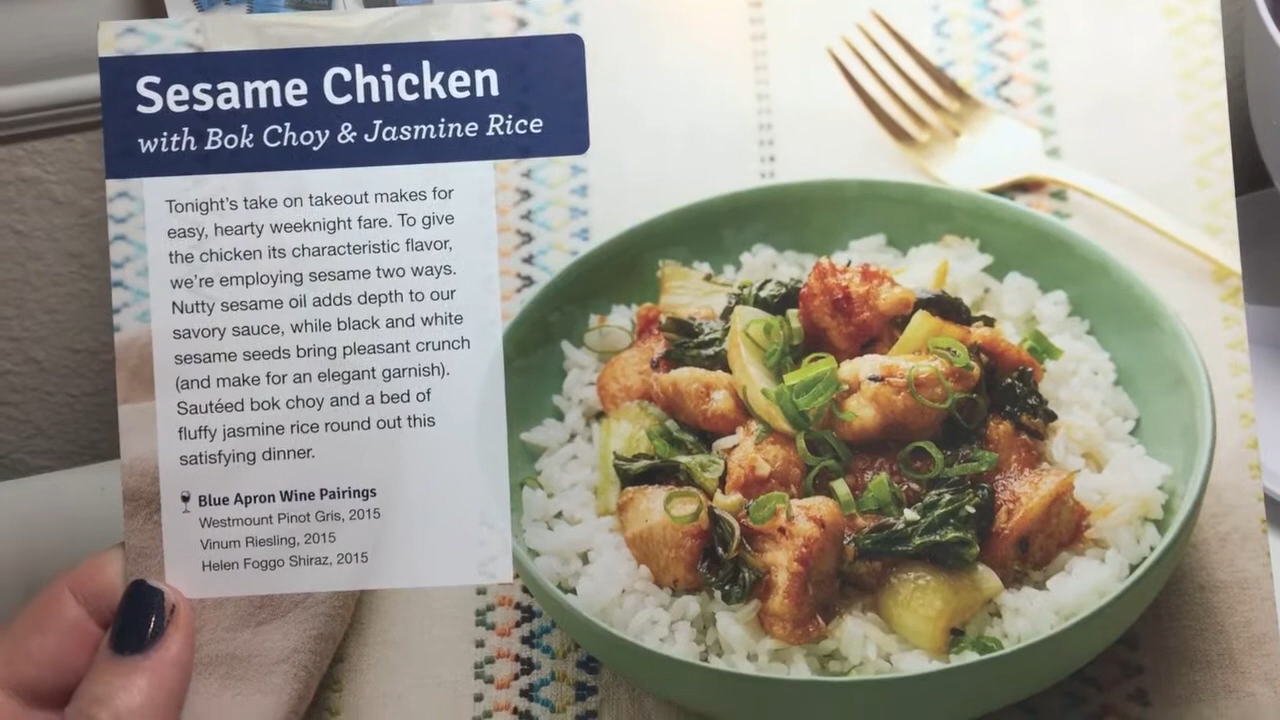 Sesame Chicken
with Bok Choy & Jasmine Rice
Tonight's take on takeout makes for
easy, hearty weeknight fare. To give
the chicken its characteristic flavor,
we're employing sesame two ways.
Nutty sesame oil adds depth to our
savory sauce, while black and white
sesame seeds bring pleasant crunch
(and make for an elegant garnish).
Sautéed bok choy and a bed of
fluffy jasmine rice round out this
satisfying dinner.
Blue Apron Wine Pairings
Westmount Pinot Gris, 2015
Vinum Riesling, 2015
Helen Foggo Shiraz, 2015